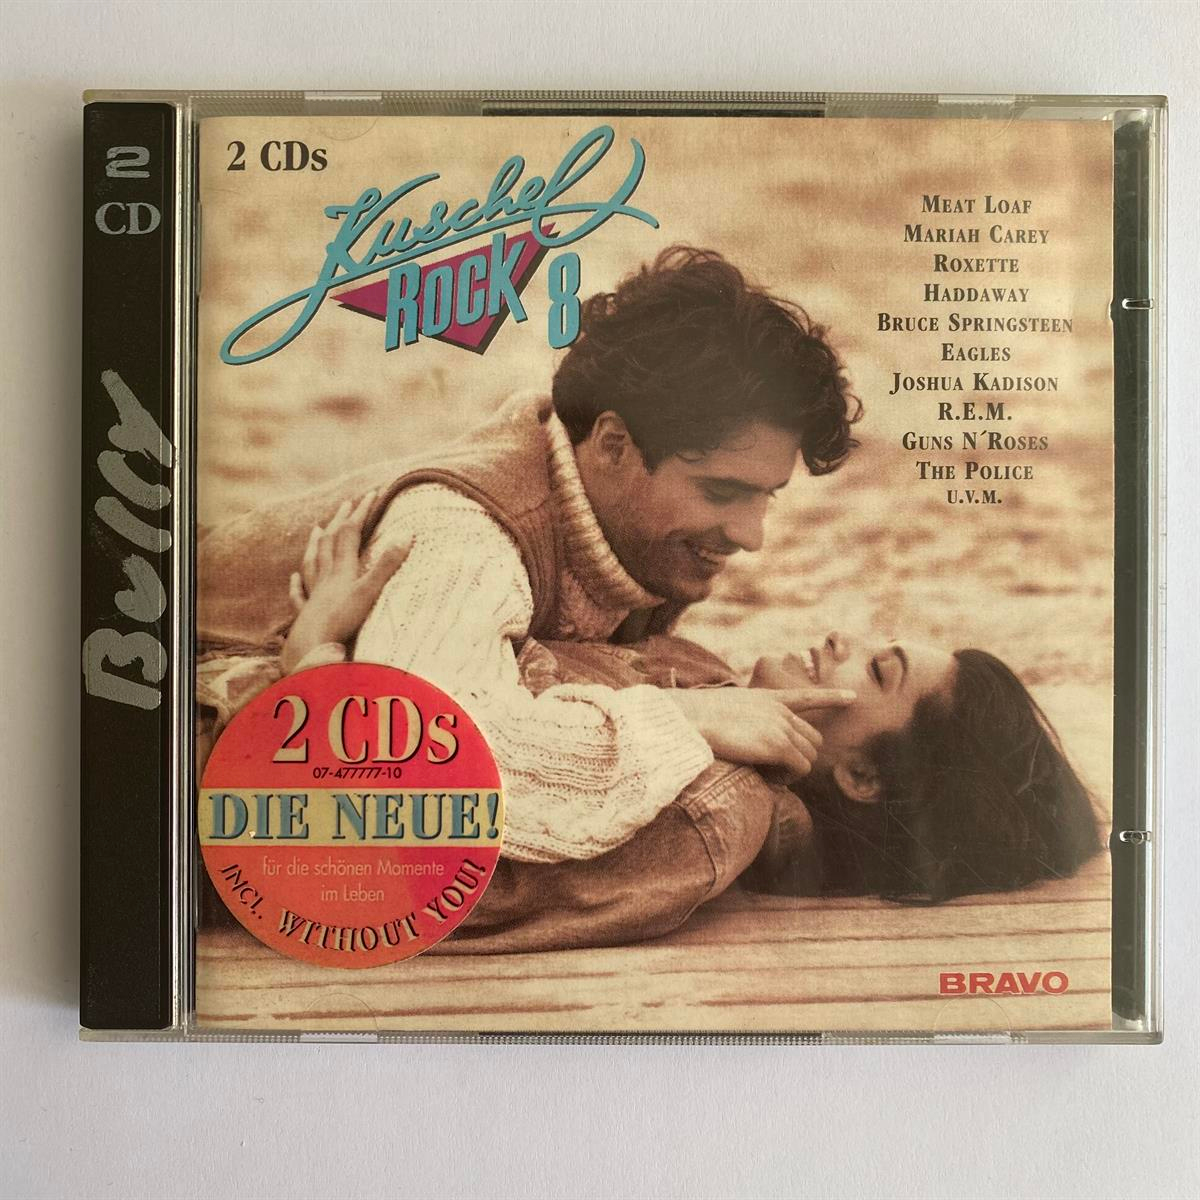 2
CD
Bully
2 CDs
Kuschel
ROCK 8
MEAT LOAF
MARIAH CAREY
ROXETTE
HADDAWAY
BRUCE SPRINGSTEEN
EAGLES
JOSHUA KADISON
R.E.M.
GUNS N´ROSES
THE POLICE
U.V.M.
2 CDs
07-477777-10
DIE NEUE!
für die schönen Momente
im Leben
INCL. WITHOUT YOU!
BRAVO